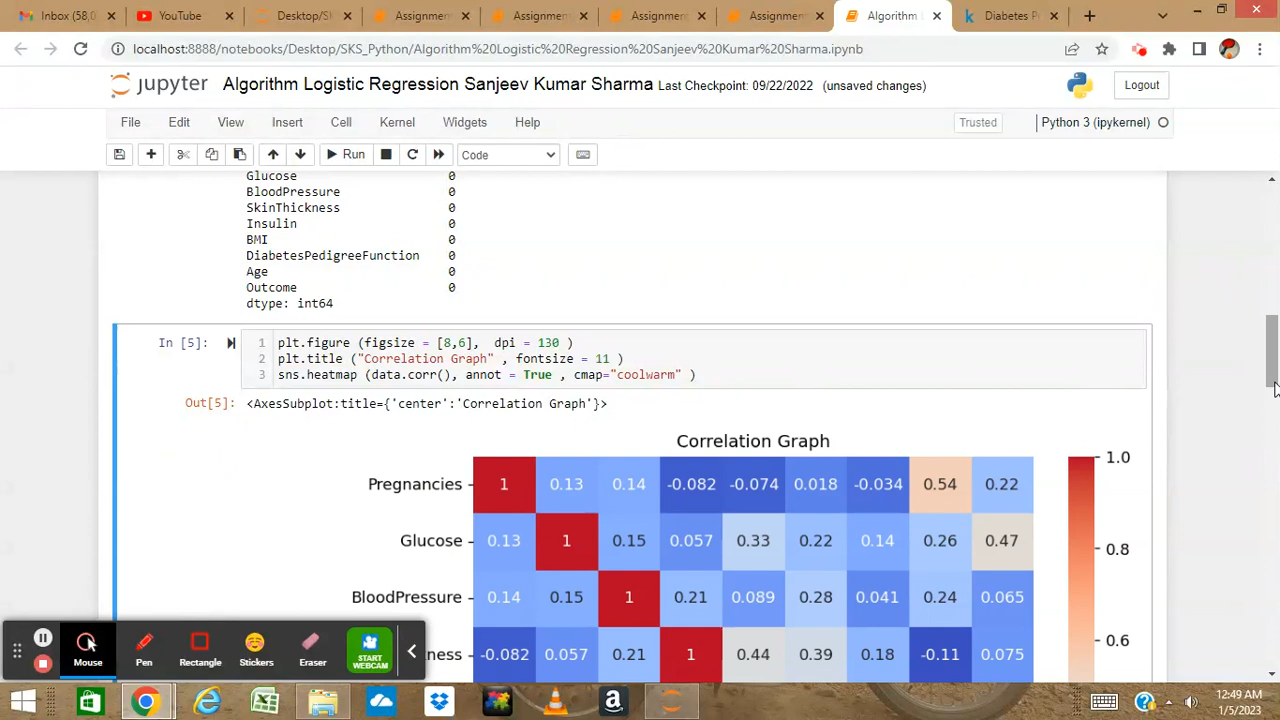 Inbox (58,0
YouTube
Desktop/SK
Assignment
Assignmen
Assignmen
Assignmen
Algorithm L
Diabetes Pr
localhost:8888/notebooks/Desktop/SKS_Python/Algorithm%20Logistic%20Regression%20Sanjeev%20Kumar%20Sharma.ipynb
jupyter Algorithm Logistic Regression Sanjeev Kumar Sharma Last Checkpoint: 09/22/2022 (unsaved changes)
Logout
File Edit View Insert Cell Kernel Widgets Help
Trusted
Python 3 (ipykernel)
Run
Code
Glucose 0
BloodPressure 0
SkinThickness 0
Insulin 0
BMI 0
DiabetesPedigreeFunction 0
Age 0
Outcome 0
dtype: int64
In [5]:
1 plt.figure (figsize = [8,6], dpi = 130 )
2 plt.title ("Correlation Graph" , fontsize = 11 )
3 sns.heatmap (data.corr(), annot = True , cmap="coolwarm" )
Out[5]: <AxesSubplot:title={'center':'Correlation Graph'}>
Correlation Graph
Pregnancies 1 0.13 0.14 -0.082 -0.074 0.018 -0.034 0.54 0.22
Glucose 0.13 1 0.15 0.057 0.33 0.22 0.14 0.26 0.47
BloodPressure 0.14 0.15 1 0.21 0.089 0.28 0.041 0.24 0.065
ness -0.082 0.057 0.21 1 0.44 0.39 0.18 -0.11 0.075
1.0
0.8
0.6
Mouse
Pen
Rectangle
Stickers
Eraser
START
WEBCAM
12:49 AM
1/5/2023